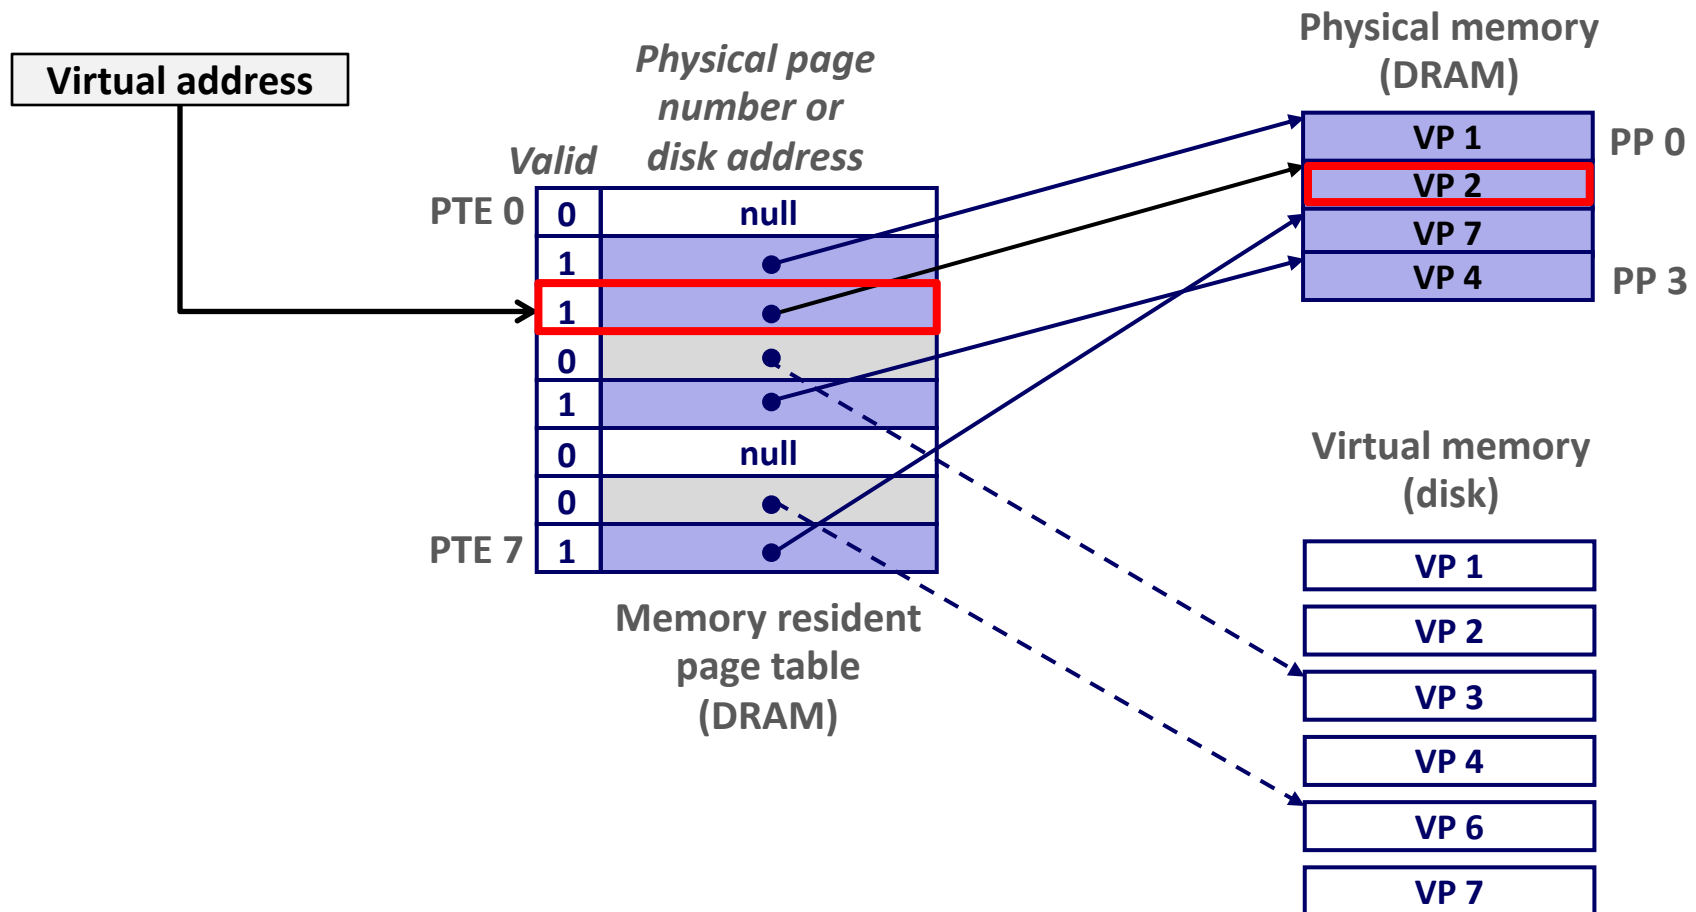 Virtual address
Physical page
number or
disk address
Valid
PTE 0
0
null
1
1
0
1
0
null
0
PTE 7
1
Memory resident
page table
(DRAM)
Physical memory
(DRAM)
VP 1
PP 0
VP 2
VP 7
VP 4
PP 3
Virtual memory
(disk)
VP 1
VP 2
VP 3
VP 4
VP 6
VP 7